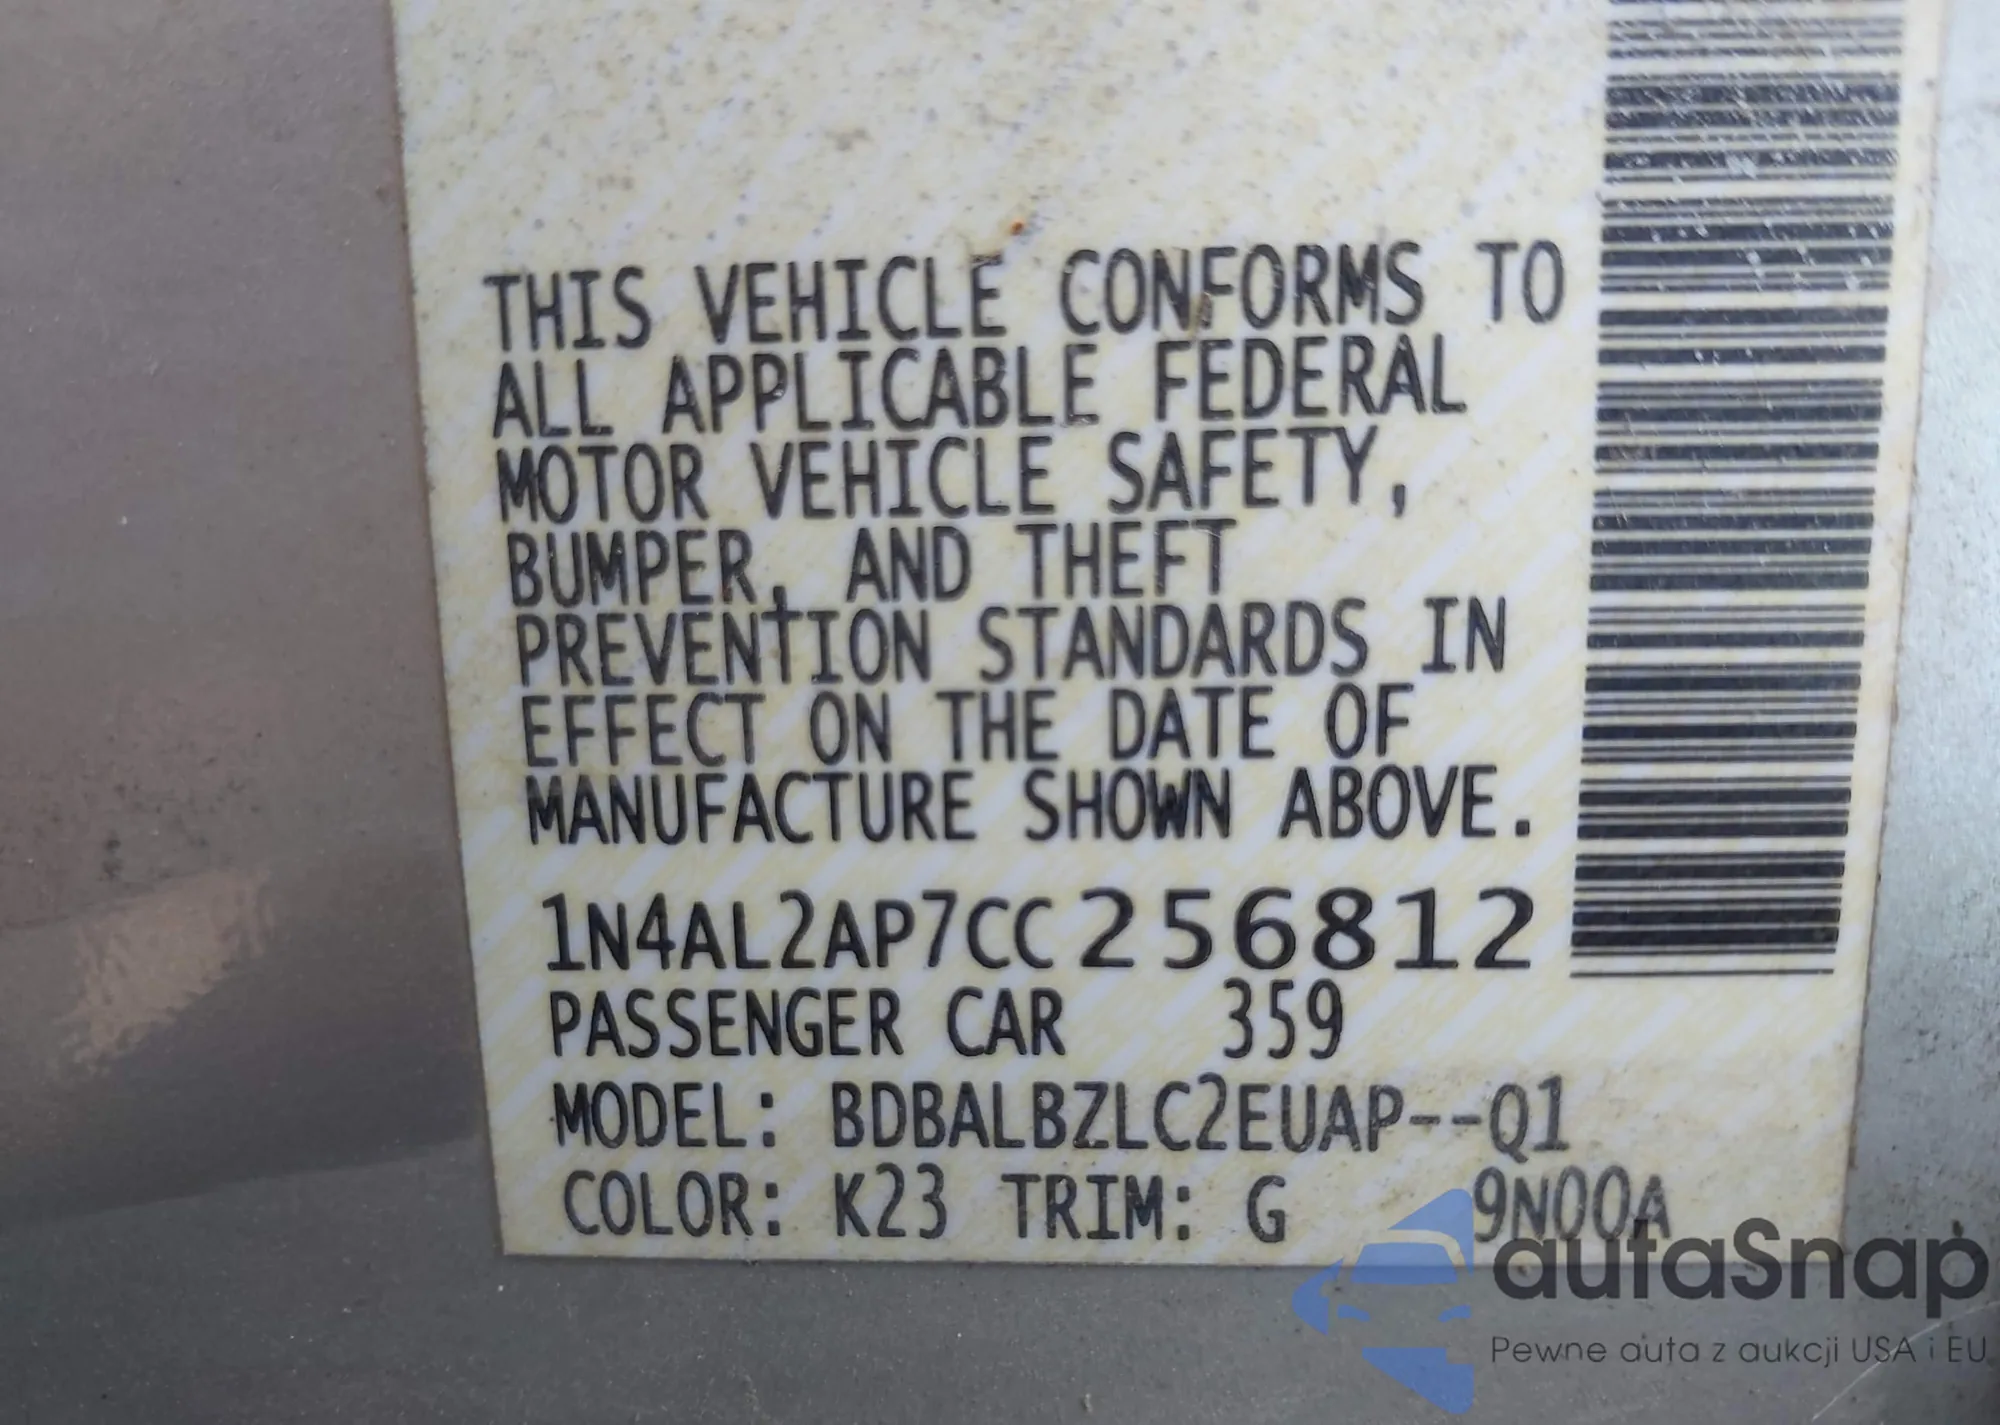 THIS VEHICLE CONFORMS TO
ALL APPLICABLE FEDERAL
MOTOR VEHICLE SAFETY,
BUMPER, AND THEFT
PREVENTION STANDARDS IN
EFFECT ON THE DATE OF
MANUFACTURE SHOWN ABOVE.
1N4AL2AP7CC256812
PASSENGER CAR 359
MODEL: BDBALBZLC2EUAP--Q1
COLOR: K23 TRIM: G 9N00A
autaSnap
Pewne auta z aukcji USA i EU